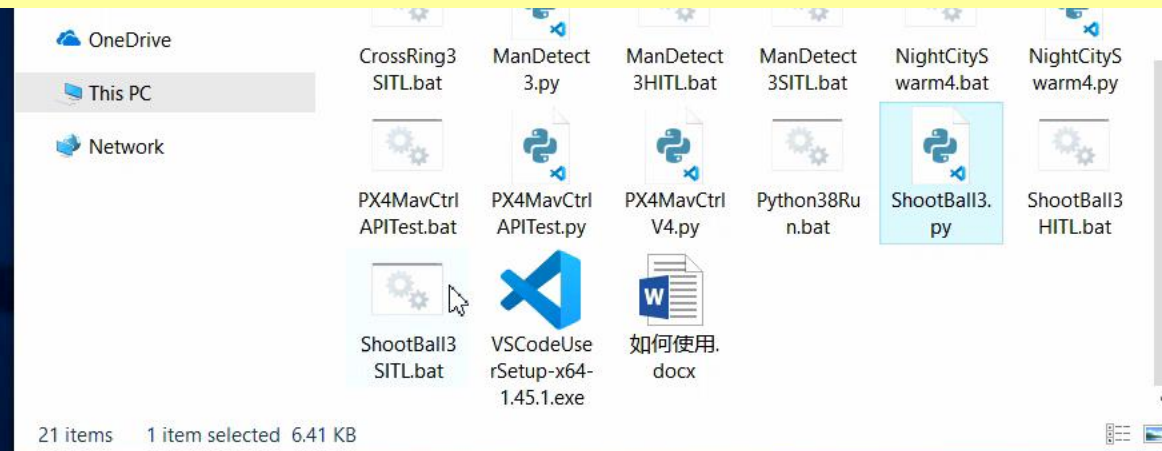 OneDrive
This PC
Network
CrossRing3
SITL.bat
ManDetect
3.py
ManDetect
3HITL.bat
ManDetect
3SITL.bat
NightCityS
warm4.bat
NightCityS
warm4.py
PX4MavCtrl
APITest.bat
PX4MavCtrl
APITest.py
PX4MavCtrl
V4.py
Python38Ru
n.bat
ShootBall3.
py
ShootBall3
HITL.bat
ShootBall3
SITL.bat
VSCodeUse
rSetup-x64-
1.45.1.exe
W
如何使用.
docx
21 items 1 item selected 6.41 KB